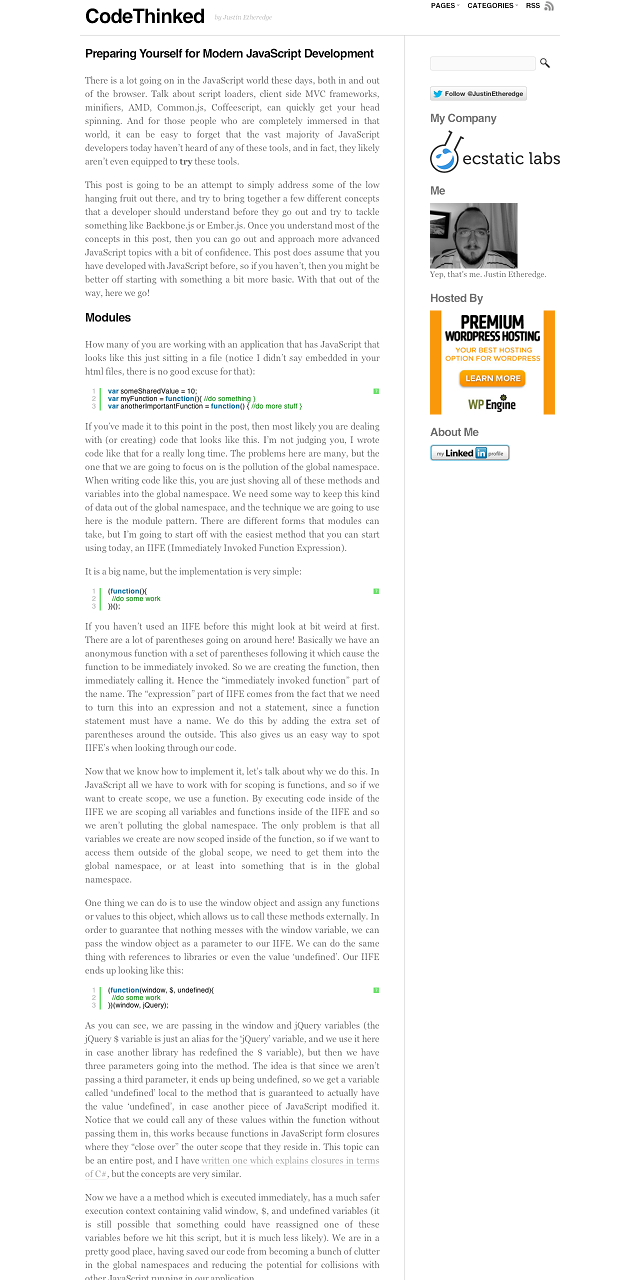 CodeThinked
by Justin Etheredge
PAGES
CATEGORIES
RSS
Preparing Yourself for Modern JavaScript Development
There is a lot going on in the JavaScript world these days, both in and out
of the browser. Talk about script loaders, client side MVC frameworks,
minifiers, AMD, Common.js, Coffeescript, can quickly get your head
spinning. And for those people who are completely immersed in that
world, it can be easy to forget that the vast majority of JavaScript
developers today haven't heard of any of these tools, and in fact, they likely
aren't even equipped to try these tools.
This post is going to be an attempt to simply address some of the low
hanging fruit out there, and try to bring together a few different concepts
that a developer should understand before they go out and try to tackle
something like Backbone.js or Ember.js. Once you understand most of the
concepts in this post, then you can go out and approach more advanced
JavaScript topics with a bit of confidence. This post does assume that you
have developed with JavaScript before, so if you haven't, then you might be
better off starting with something a bit more basic. With that out of the
way, here we go!
Modules
How many of you are working with an application that has JavaScript that
looks like this just sitting in a file (notice I didn't say embedded in your
html files, there is no good excuse for that):
1 var someSharedValue = 10;
2 var myFunction = function(){ //do something }
3 var anotherImportantFunction = function() { //do more stuff }
If you've made it to this point in the post, then most likely you are dealing
with (or creating) code that looks like this. I'm not judging you, I wrote
code like that for a really long time. The problems here are many, but the
one that we are going to focus on is the pollution of the global namespace.
When writing code like this, you are just shoving all of these methods and
variables into the global namespace. We need some way to keep this kind
of data out of the global namespace, and the technique we are going to use
here is the module pattern. There are different forms that modules can
take, but I'm going to start off with the easiest method that you can start
using today, an IIFE (Immediately Invoked Function Expression).
It is a big name, but the implementation is very simple:
1 (function(){
2 //do some work
3 })();
If you haven't used an IIFE before this might look at bit weird at first.
There are a lot of parentheses going on around here! Basically we have an
anonymous function with a set of parentheses following it which cause the
function to be immediately invoked. So we are creating the function, then
immediately calling it. Hence the "immediately invoked function" part of
the name. The "expression" part of IIFE comes from the fact that we need
to turn this into an expression and not a statement, since a function
statement must have a name. We do this by adding the extra set of
parentheses around the outside. This also gives us an easy way to spot
IIFE's when looking through our code.
Now that we know how to implement it, let's talk about why we do this. In
JavaScript all we have to work with for scoping is functions, and so if we
want to create scope, we use a function. By executing code inside of the
IIFE we are scoping all variables and functions inside of the IIFE and so
we aren't polluting the global namespace. The only problem is that all
variables we create are now scoped inside of the function, so if we want to
access them outside of the global scope, we need to get them into the
global namespace, or at least into something that is in the global
namespace.
One thing we can do is to use the window object and assign any functions
or values to this object, which allows us to call these methods externally. In
order to guarantee that nothing messes with the window variable, we can
pass the window object as a parameter to our IIFE. We can do the same
thing with references to libraries or even the value 'undefined'. Our IIFE
ends up looking like this:
1 (function(window, $, undefined){
2 //do some work
3 })(window, jQuery);
As you can see, we are passing in the window and jQuery variables (the
jQuery $ variable is just an alias for the 'jQuery' variable, and we use it here
in case another library has redefined the $ variable), but then we have
three parameters going into the method. The idea is that since we aren't
passing a third parameter, it ends up being undefined, so we get a variable
called 'undefined' local to the method that is guaranteed to actually have
the value 'undefined', in case another piece of JavaScript modified it.
Notice that we could call any of these values within the function without
passing them in, this works because functions in JavaScript form closures
where they "close over" the outer scope that they reside in. This topic can
be an entire post, and I have written one which explains closures in terms
of C#, but the concepts are very similar.
Now we have a a method which is executed immediately, has a much safer
execution context containing valid window, $, and undefined variables (it
is still possible that something could have reassigned one of these
variables before we hit this script, but it is much less likely). We are in a
pretty good place, having saved our code from becoming a bunch of clutter
in the global namespaces and reducing the potential for collisions with
other JavaScript running in our application.
Follow @JustinEtheredge
My Company
ecstatic labs
Me
Yep, that's me. Justin Etheredge.
Hosted By
PREMIUM
WORDPRESS HOSTING
YOUR BEST HOSTING
OPTION FOR WORDPRESS
LEARN MORE
WP Engine
About Me
my LinkedIn profile